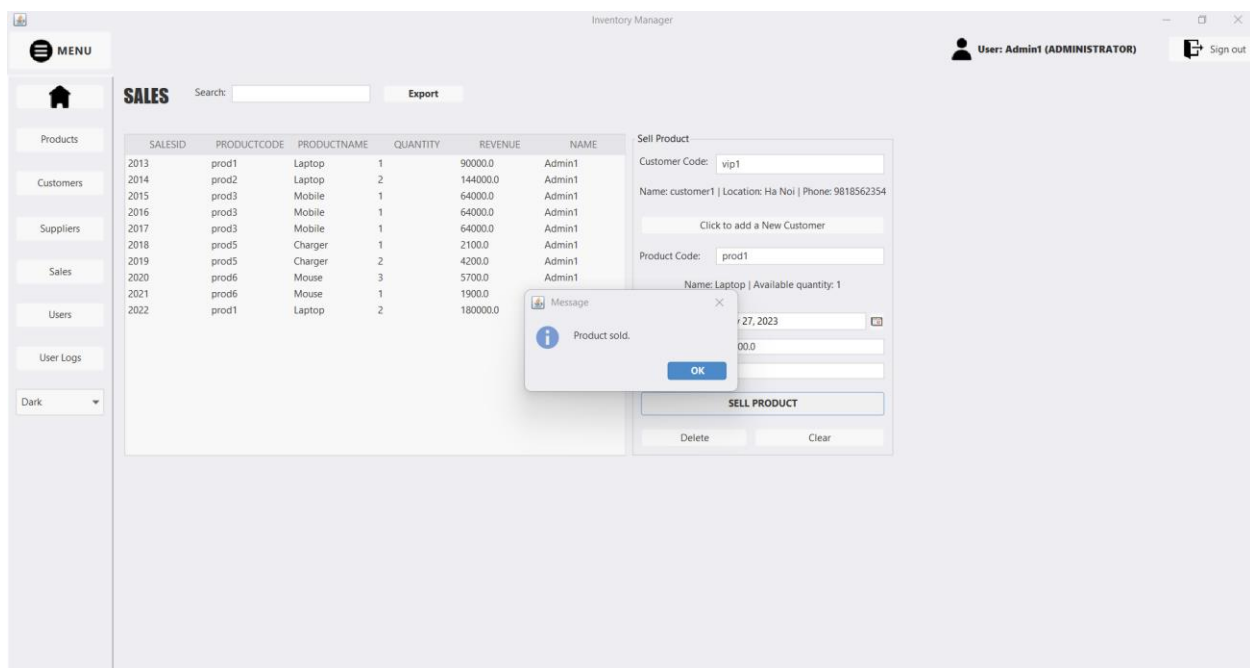 Inventory Manager
MENU
User: Admin1 (ADMINISTRATOR)
Sign out
SALES
Search:
Export
Products
Customers
Suppliers
Sales
Users
User Logs
Dark
SALESID PRODUCTCODE PRODUCTNAME QUANTITY REVENUE NAME
2013 prod1 Laptop 1 90000.0 Admin1
2014 prod2 Laptop 2 144000.0 Admin1
2015 prod3 Mobile 1 64000.0 Admin1
2016 prod3 Mobile 1 64000.0 Admin1
2017 prod3 Mobile 1 64000.0 Admin1
2018 prod5 Charger 1 2100.0 Admin1
2019 prod5 Charger 2 4200.0 Admin1
2020 prod6 Mouse 3 5700.0 Admin1
2021 prod6 Mouse 1 1900.0
2022 prod1 Laptop 2 180000.0
Sell Product
Customer Code: vip1
Name: customer1 | Location: Ha Noi | Phone: 9818562354
Click to add a New Customer
Product Code: prod1
Name: Laptop | Available quantity: 1
27, 2023
00.0
SELL PRODUCT
Delete Clear
Message
Product sold.
OK